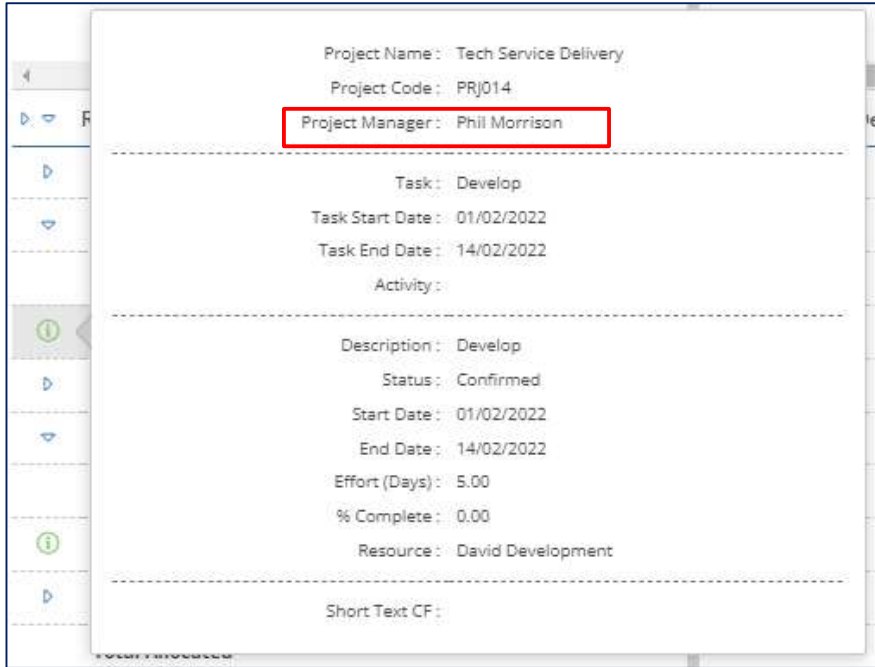 Project Name : Tech Service Delivery
Project Code : PRJ014
Project Manager : Phil Morrison
Task : Develop
Task Start Date : 01/02/2022
Task End Date : 14/02/2022
Activity :
Description : Develop
Status : Confirmed
Start Date : 01/02/2022
End Date : 14/02/2022
Effort (Days) : 5.00
% Complete : 0.00
Resource : David Development
Short Text CF :